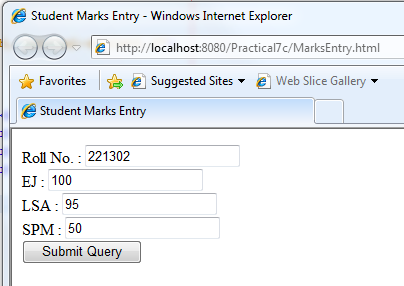 Student Marks Entry - Windows Internet Explorer
http://localhost:8080/Practical7c/MarksEntry.html
Favorites Suggested Sites Web Slice Gallery
Student Marks Entry
Roll No. : 221302
EJ : 100
LSA : 95
SPM : 50
Submit Query